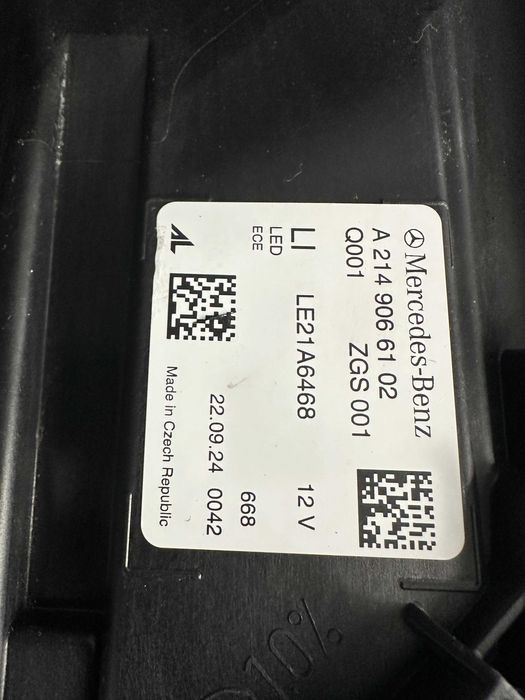 Mercedes-Benz
A 214 906 61 02
Q001 ZGS 001
LI LE21A6468 12 V
LED
ECE
668
22.09.24 0042
AL
Made in Czech Republic
10%